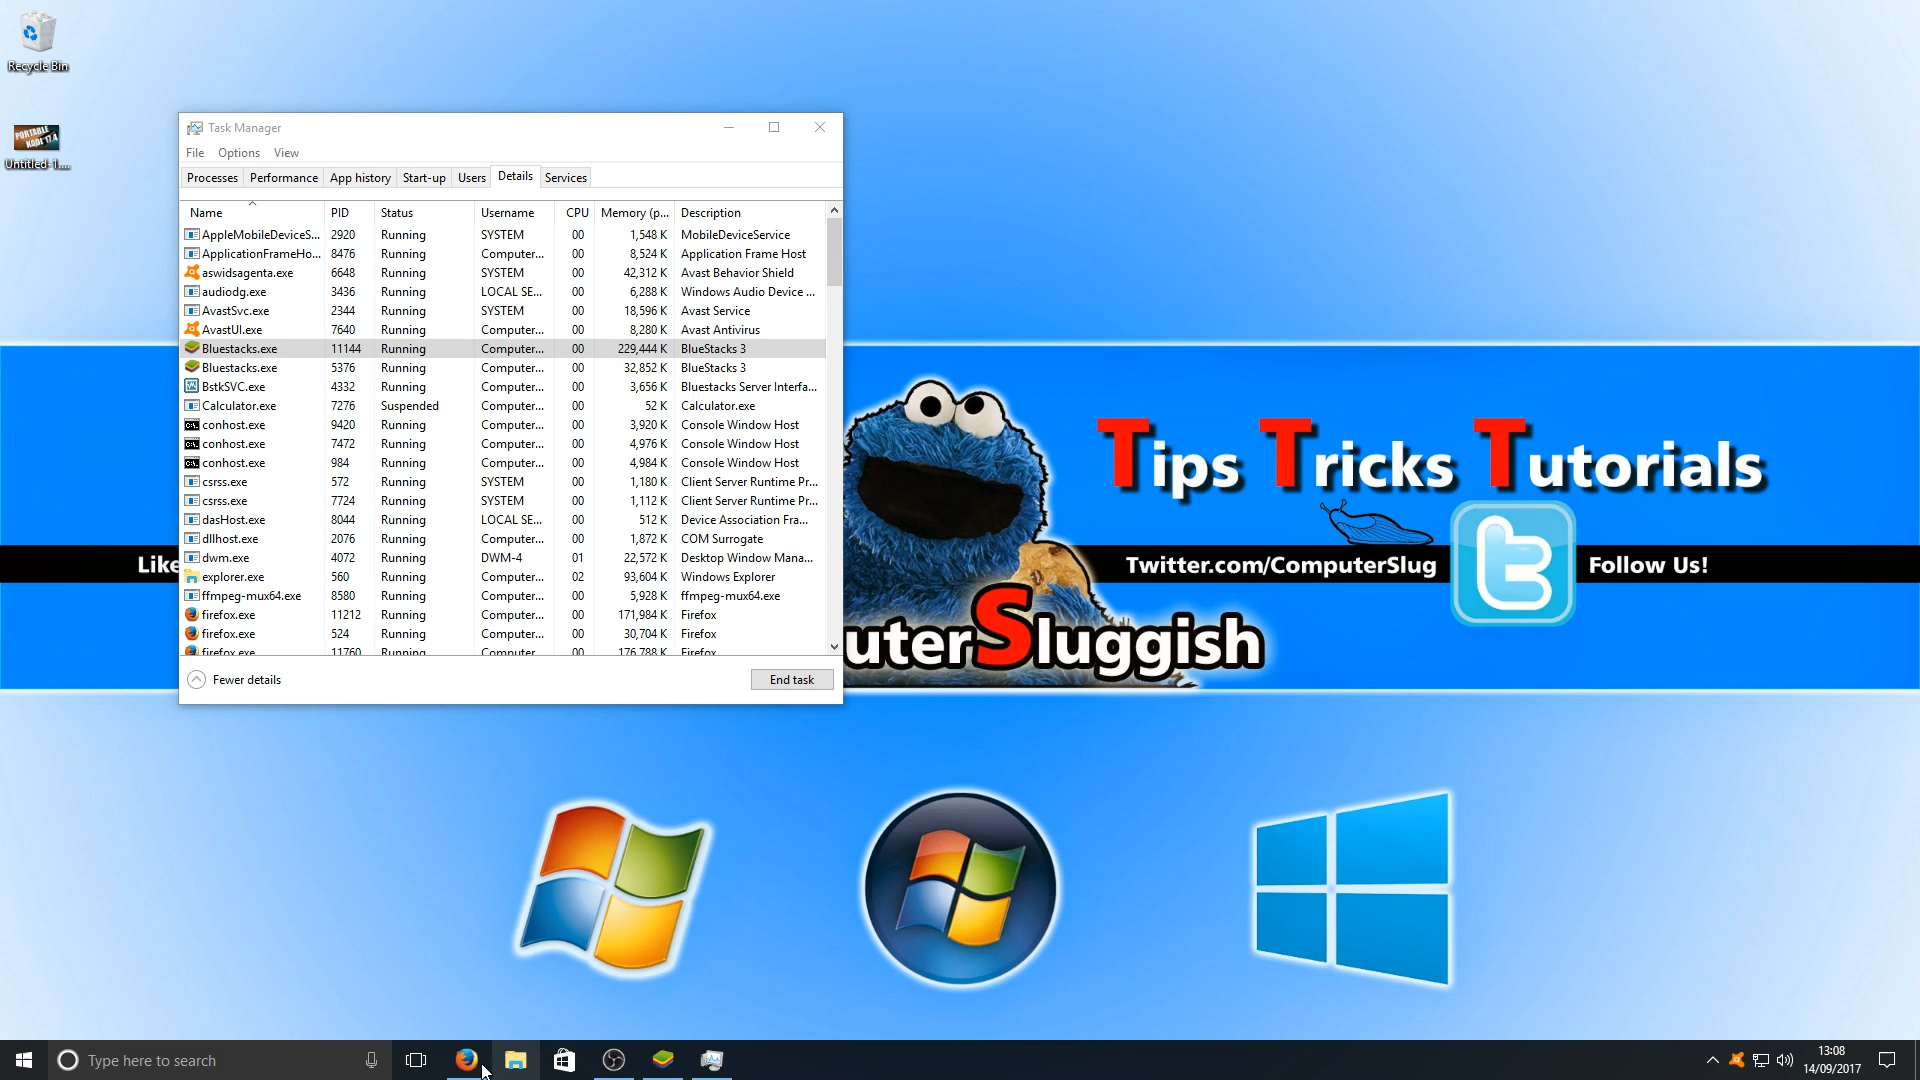 Recycle Bin
PORTABLE
KODI 17.4
Untitled-1....
Task Manager
File Options View
Processes Performance App history Start-up Users Details Services
Name PID Status Username CPU Memory (p... Description
AppleMobileDeviceS... 2920 Running SYSTEM 00 1,548 K MobileDeviceService
ApplicationFrameHo... 8476 Running Computer... 00 8,524 K Application Frame Host
aswidsagenta.exe 6648 Running SYSTEM 00 42,312 K Avast Behavior Shield
audiodg.exe 3436 Running LOCAL SE... 00 6,288 K Windows Audio Device ...
AvastSvc.exe 2344 Running SYSTEM 00 18,596 K Avast Service
AvastUI.exe 7640 Running Computer... 00 8,280 K Avast Antivirus
Bluestacks.exe 11144 Running Computer... 00 229,444 K BlueStacks 3
Bluestacks.exe 5376 Running Computer... 00 32,852 K BlueStacks 3
BstkSVC.exe 4332 Running Computer... 00 3,656 K Bluestacks Server Interfa...
Calculator.exe 7276 Suspended Computer... 00 52 K Calculator.exe
conhost.exe 9420 Running Computer... 00 3,920 K Console Window Host
conhost.exe 7472 Running Computer... 00 4,976 K Console Window Host
conhost.exe 984 Running Computer... 00 4,984 K Console Window Host
csrss.exe 572 Running SYSTEM 00 1,180 K Client Server Runtime Pr...
csrss.exe 7724 Running SYSTEM 00 1,112 K Client Server Runtime Pr...
dasHost.exe 8044 Running LOCAL SE... 00 512 K Device Association Fra...
dllhost.exe 2076 Running Computer... 00 1,872 K COM Surrogate
dwm.exe 4072 Running DWM-4 01 22,572 K Desktop Window Mana...
explorer.exe 560 Running Computer... 02 93,604 K Windows Explorer
ffmpeg-mux64.exe 8580 Running Computer... 00 5,928 K ffmpeg-mux64.exe
firefox.exe 11212 Running Computer... 00 171,984 K Firefox
firefox.exe 524 Running Computer... 00 30,704 K Firefox
firefox.exe 11760 Running Computer... 00 176,788 K Firefox
Fewer details End task
Tips Tricks Tutorials
Like
Twitter.com/ComputerSlug
Follow Us!
uterSluggish
Type here to search
13:08
14/09/2017